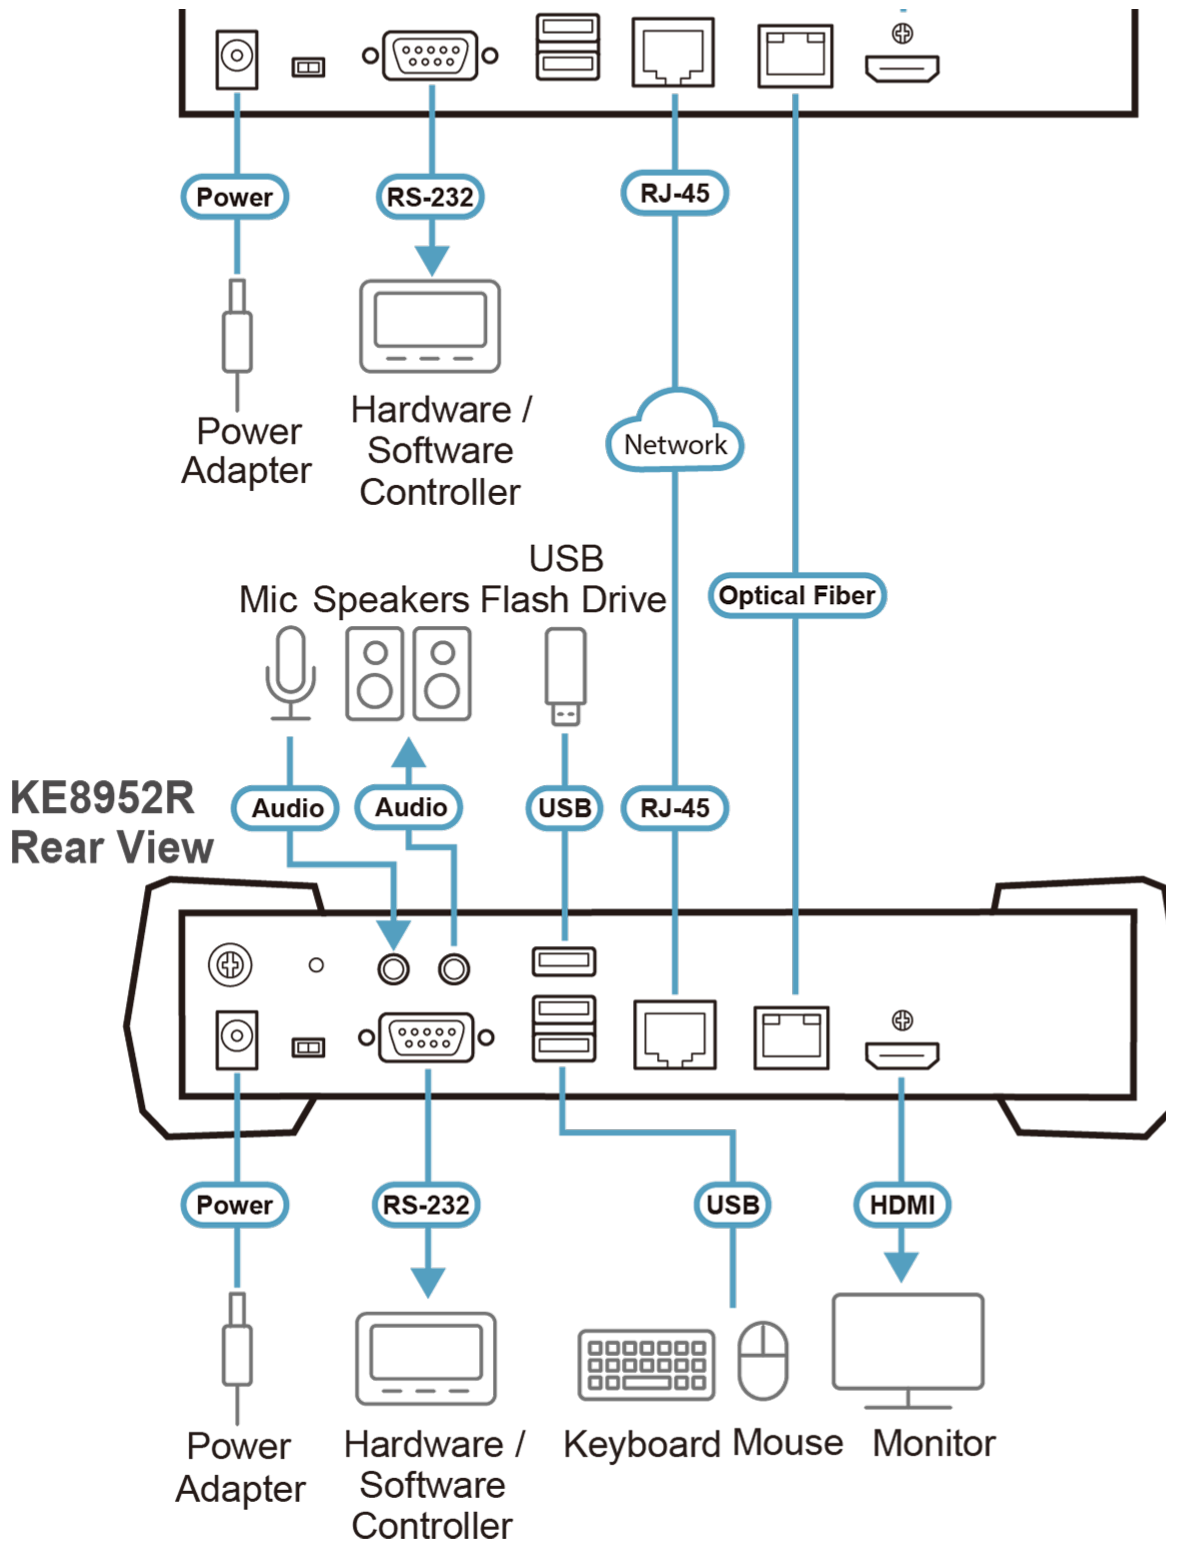 Power
RS-232
RJ-45
Power
Adapter
Hardware /
Software
Controller
Network
USB
Mic Speakers Flash Drive
Optical Fiber
KE8952R
Rear View
Audio
Audio
USB
RJ-45
Power
RS-232
USB
HDMI
Power
Adapter
Hardware /
Software
Controller
Keyboard Mouse Monitor